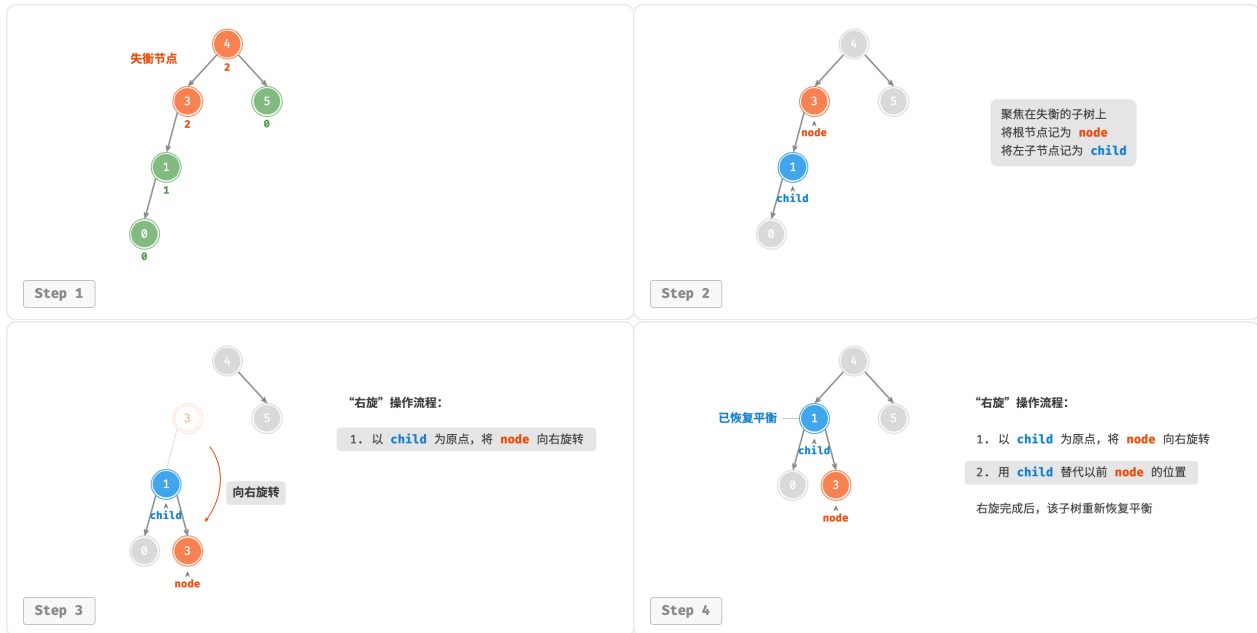 4
失衡节点
2
3
5
2
0
1
1
0
0
Step 1
4
3
5
node
1
child
0
聚焦在失衡的子树上
将根节点记为 node
将左子节点记为 child
Step 2
4
3
5
1
child
向右旋转
0
3
node
“右旋”操作流程：
1. 以 child 为原点，将 node 向右旋转
Step 3
4
已恢复平衡
1
5
child
0
3
node
“右旋”操作流程：
1. 以 child 为原点，将 node 向右旋转
2. 用 child 替代以前 node 的位置
右旋完成后，该子树重新恢复平衡
Step 4